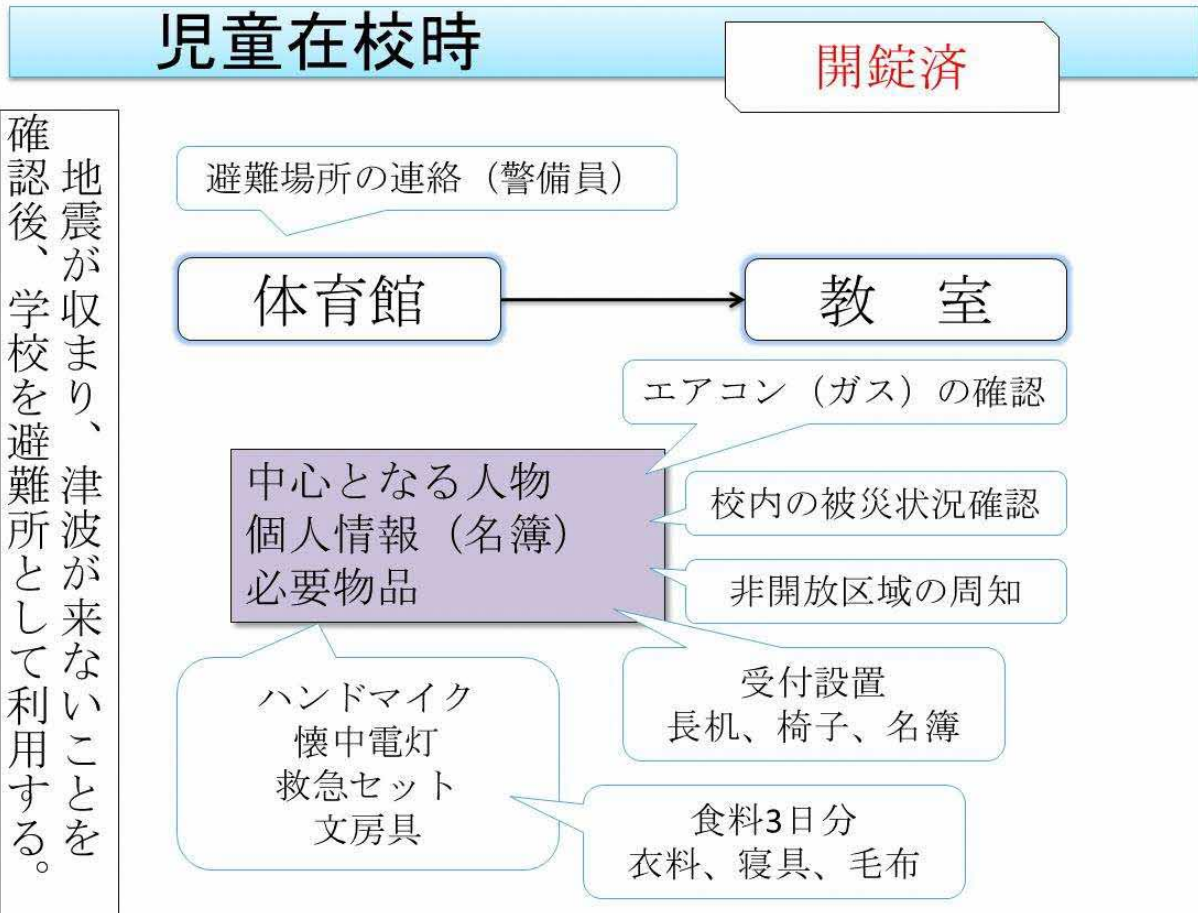 児童在校時
開錠済
地震が収まり、津波が来ないことを
確認後、学校を避難所として利用する。
避難場所の連絡（警備員）
体育館
教　室
エアコン（ガス）の確認
中心となる人物
個人情報（名簿）
必要物品
校内の被災状況確認
非開放区域の周知
受付設置
長机、椅子、名簿
ハンドマイク
懐中電灯
救急セット
文房具
食料3日分
衣料、寝具、毛布